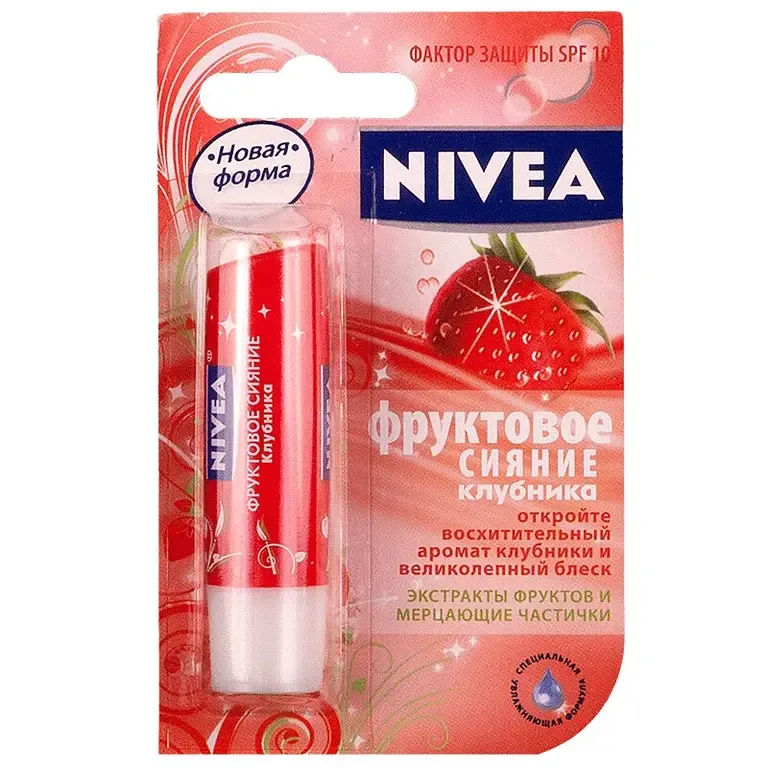 ФАКТОР ЗАЩИТЫ SPF 10
•Новая
форма
NIVEA
NIVEA
ФРУКТОВОЕ СИЯНИЕ
Клубника
фруктовое
СИЯНИЕ
клубника
откройте
восхитительный
аромат клубники и
великолепный блеск
ЭКСТРАКТЫ ФРУКТОВ И
МЕРЦАЮЩИЕ ЧАСТИЧКИ
СПЕЦИАЛЬНАЯ
УВЛАЖНЯЮЩАЯ ФОРМУЛА